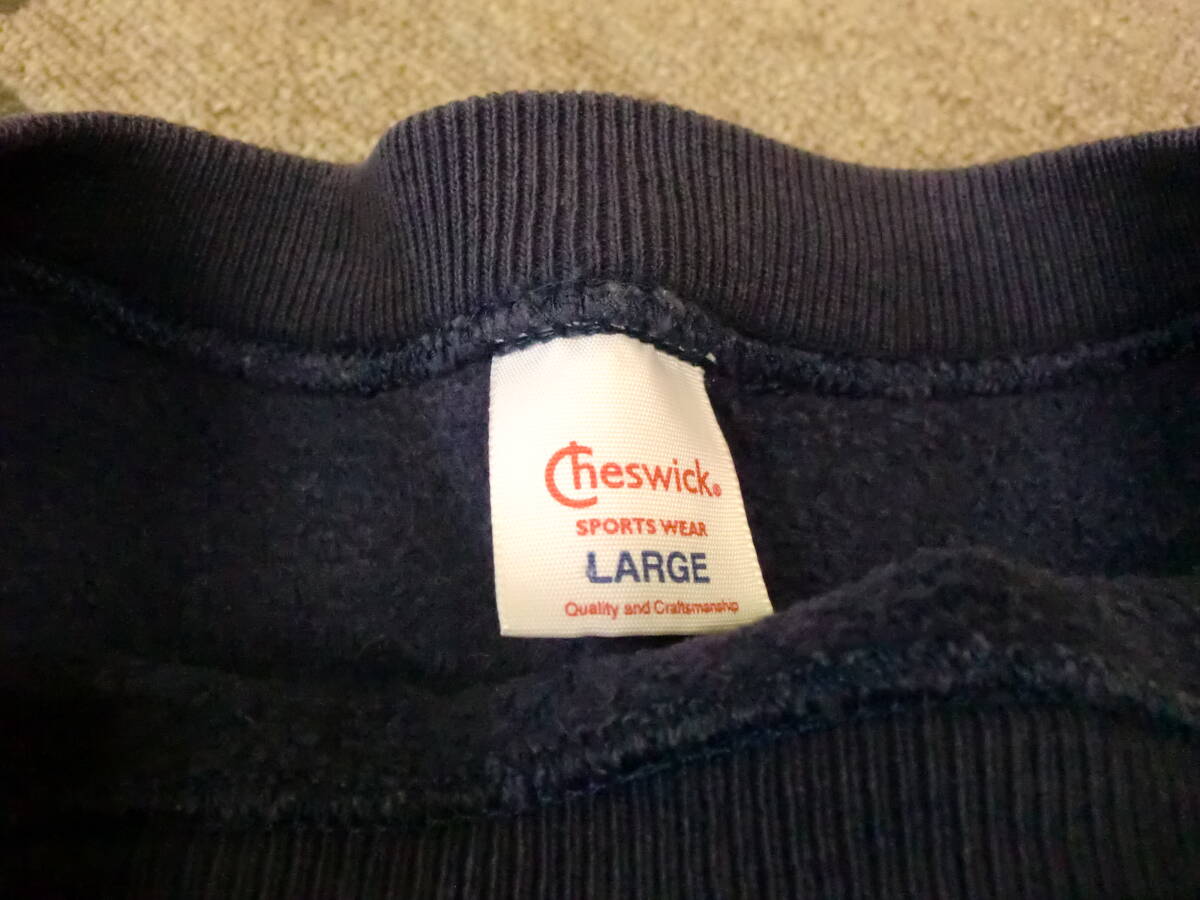 Cheswick®
SPORTS WEAR
LARGE
Quality and Craftsmanship